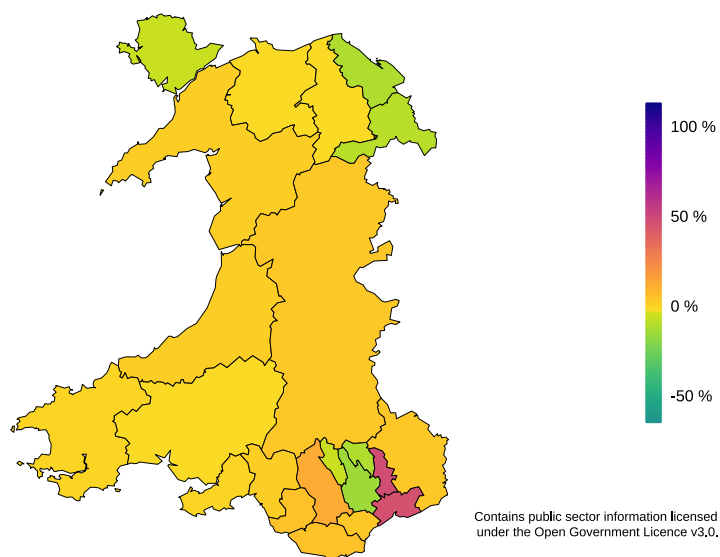 100 %
50 %
0 %
-50 %
Contains public sector information licensed
under the Open Government Licence v3.0.